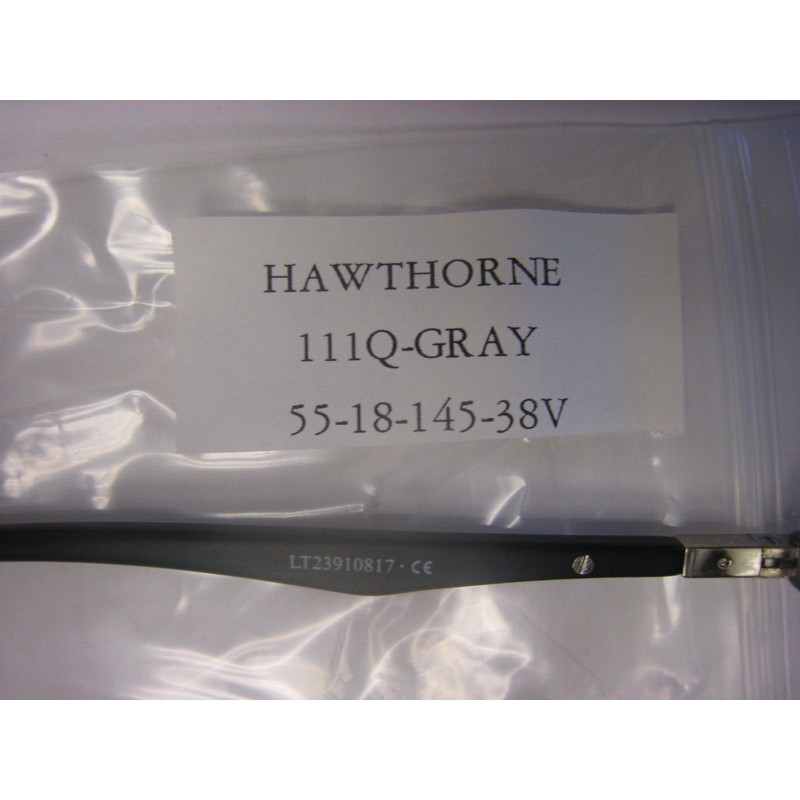 HAWTHORNE
111Q-GRAY
55-18-145-38V
LT23910817 · CE